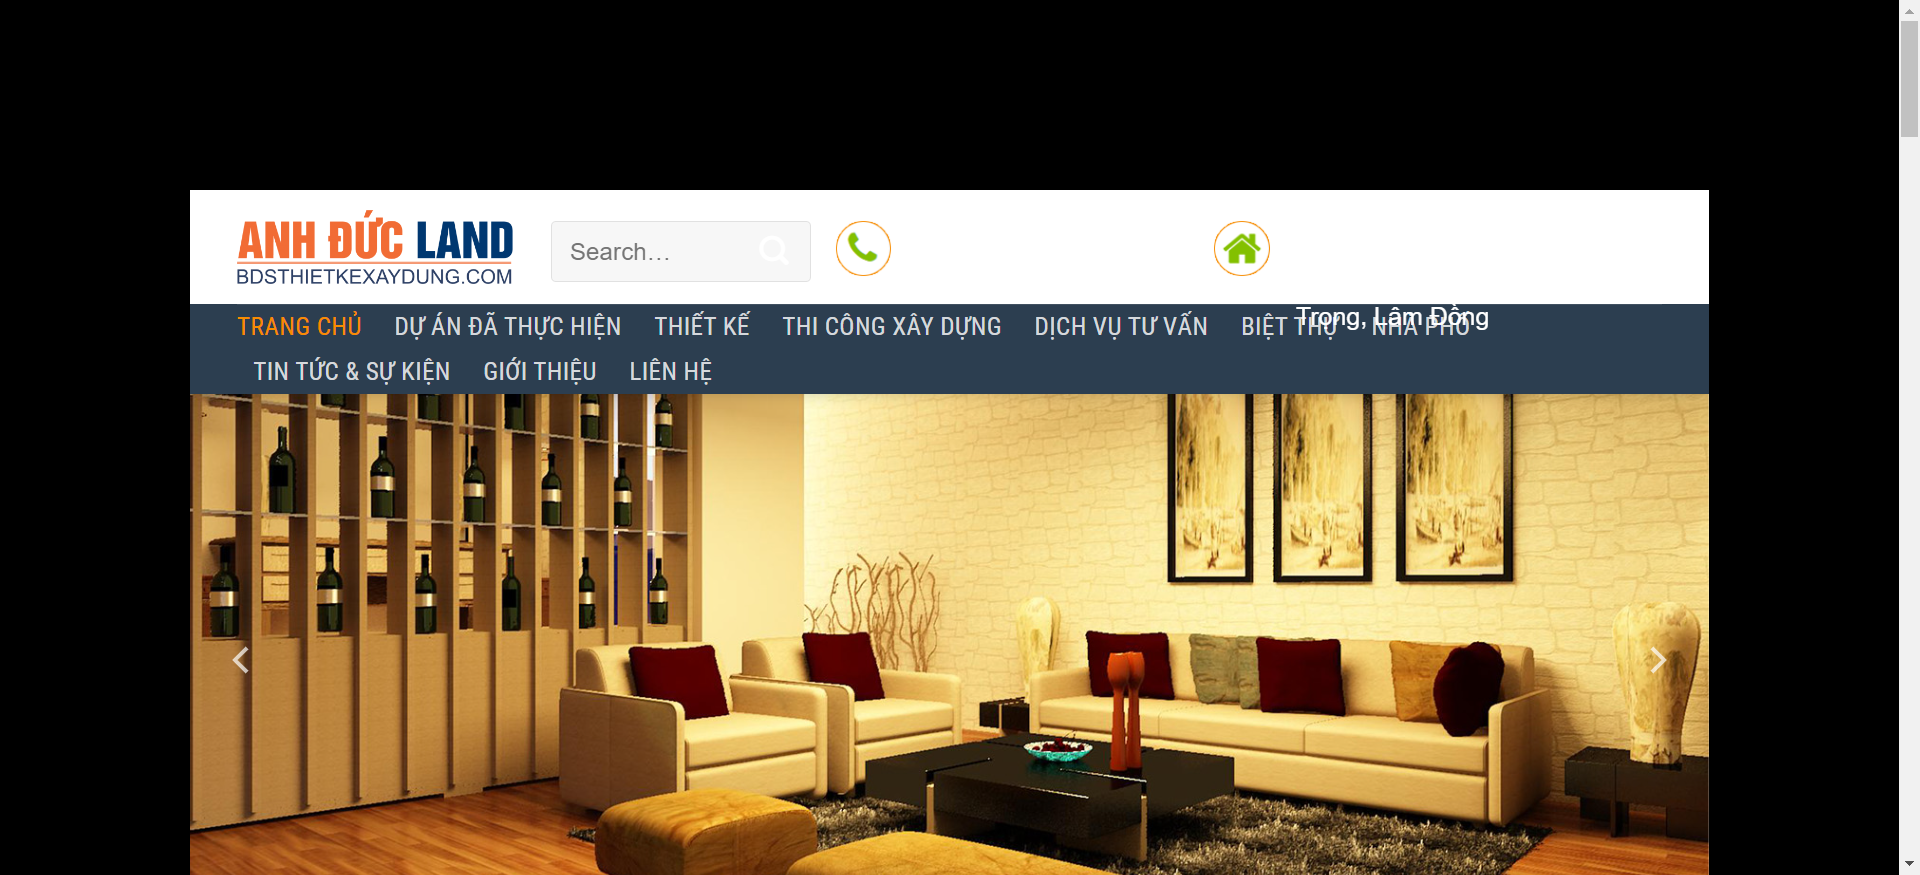 ANH ĐỨC LAND
BDSTHIETKEXAYDUNG.COM
Search…
Trọng, Lâm Đồng
TRANG CHỦ DỰ ÁN ĐÃ THỰC HIỆN THIẾT KẾ THI CÔNG XÂY DỰNG DỊCH VỤ TƯ VẤN BIỆT THỰ NHÀ PHỐ
TIN TỨC & SỰ KIỆN GIỚI THIỆU LIÊN HỆ